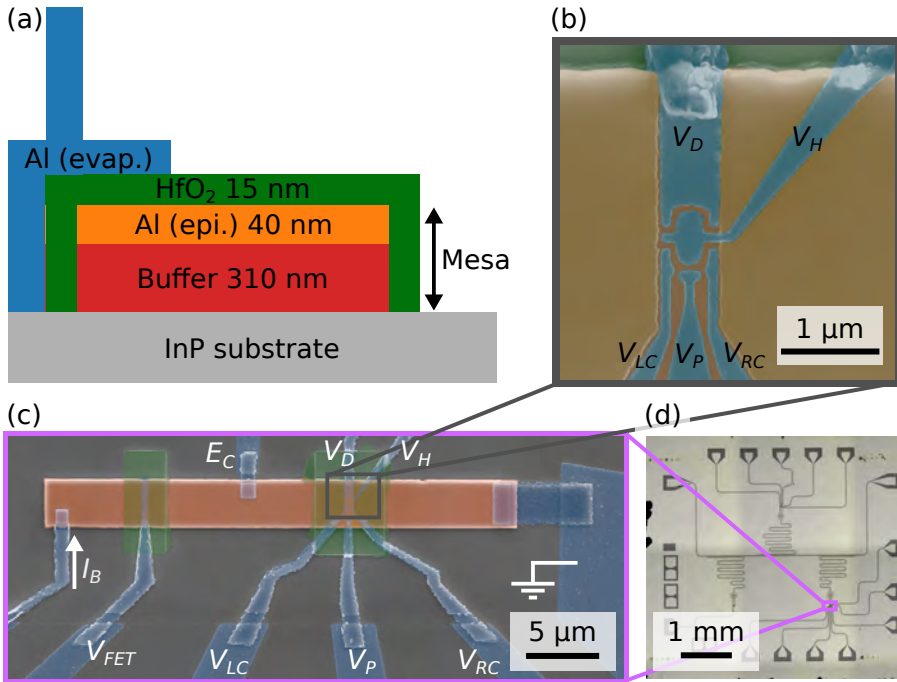 (a)
Al (evap.)
HfO₂ 15 nm
Al (epi.) 40 nm
Buffer 310 nm
Mesa
InP substrate
(b)
V_D
V_H
V_LC
V_P
V_RC
1 µm
(c)
E_C
V_D
V_H
I_B
V_FET
V_LC
V_P
V_RC
5 µm
(d)
1 mm